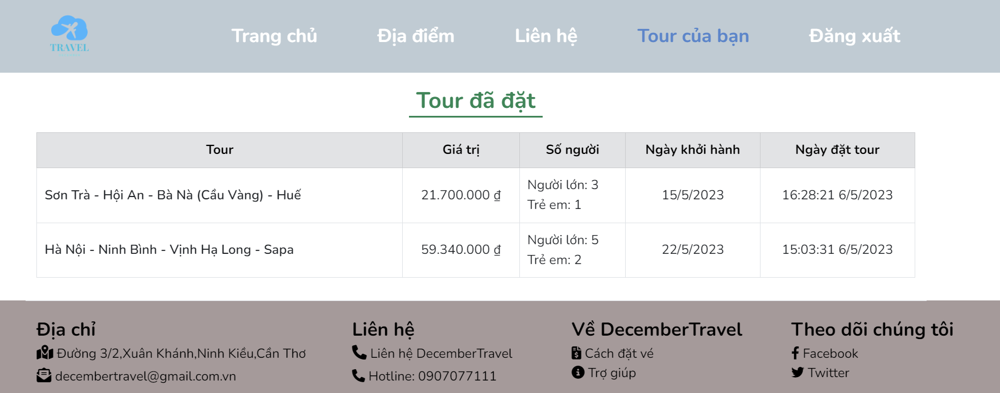 TRAVEL
Trang chủ Địa điểm Liên hệ Tour của bạn Đăng xuất
Tour đã đặt
Tour Giá trị Số người Ngày khởi hành Ngày đặt tour
Sơn Trà - Hội An - Bà Nà (Cầu Vàng) - Huế 21.700.000 ₫ Người lớn: 3 15/5/2023 16:28:21 6/5/2023
Trẻ em: 1
Hà Nội - Ninh Bình - Vịnh Hạ Long - Sapa 59.340.000 ₫ Người lớn: 5 22/5/2023 15:03:31 6/5/2023
Trẻ em: 2
Địa chỉ
Đường 3/2,Xuân Khánh,Ninh Kiều,Cần Thơ
decembertravel@gmail.com.vn
Liên hệ
Liên hệ DecemberTravel
Hotline: 0907077111
Về DecemberTravel
Cách đặt vé
Trợ giúp
Theo dõi chúng tôi
Facebook
Twitter